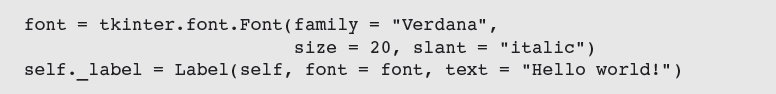 font = tkinter.font.Font(family = "Verdana",
                         size = 20, slant = "italic")
self._label = Label(self, font = font, text = "Hello world!")